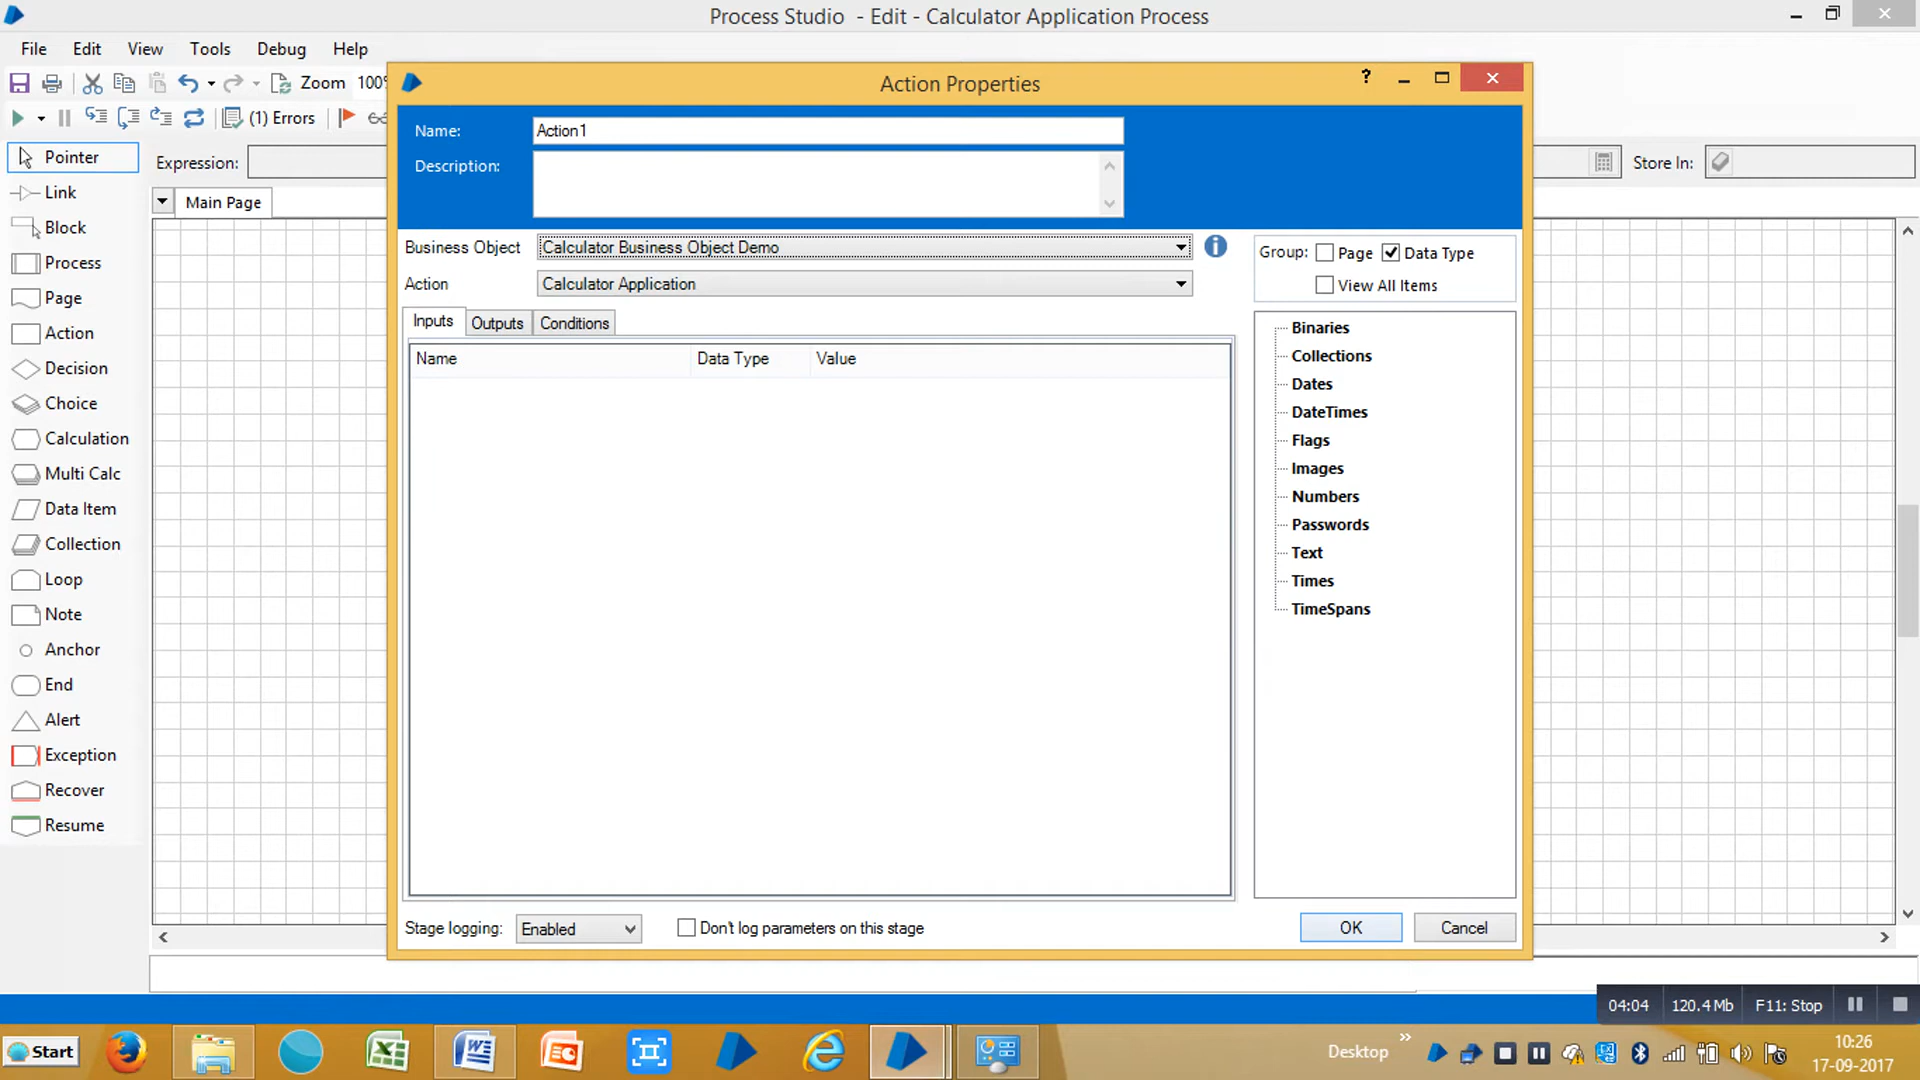 Process Studio - Edit - Calculator Application Process
File Edit View Tools Debug Help
Zoom 100%
(1) Errors
Action Properties
?
Name: Action1
Description:
Expression:
Store In:
Main Page
Pointer
Link
Block
Process
Page
Action
Decision
Choice
Calculation
Multi Calc
Data Item
Collection
Loop
Note
Anchor
End
Alert
Exception
Recover
Resume
Business Object Calculator Business Object Demo
Action Calculator Application
Group: Page Data Type
View All Items
Inputs Outputs Conditions
Name Data Type Value
Binaries
Collections
Dates
DateTimes
Flags
Images
Numbers
Passwords
Text
Times
TimeSpans
Stage logging: Enabled Don't log parameters on this stage
OK Cancel
04:04 120.4 Mb F11: Stop
Start
Desktop
10:26
17-09-2017